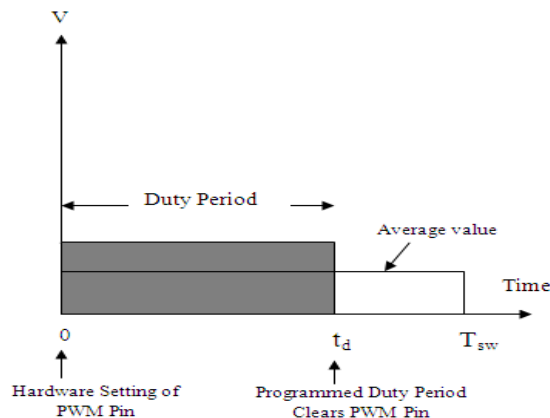 V
Duty Period
Average value
Time
0
t_d
T_sw
Hardware Setting of
PWM Pin
Programmed Duty Period
Clears PWM Pin